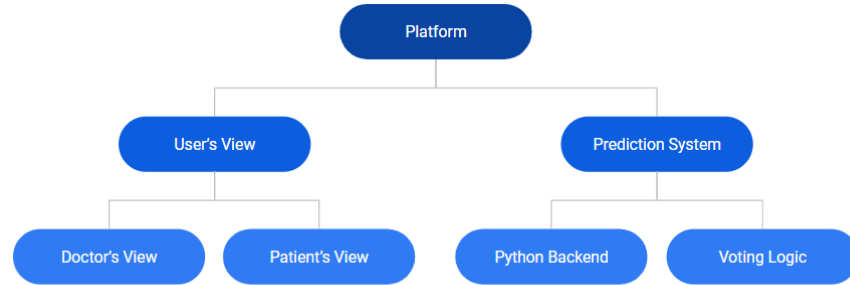 Platform
User's View
Prediction System
Doctor's View
Patient's View
Python Backend
Voting Logic